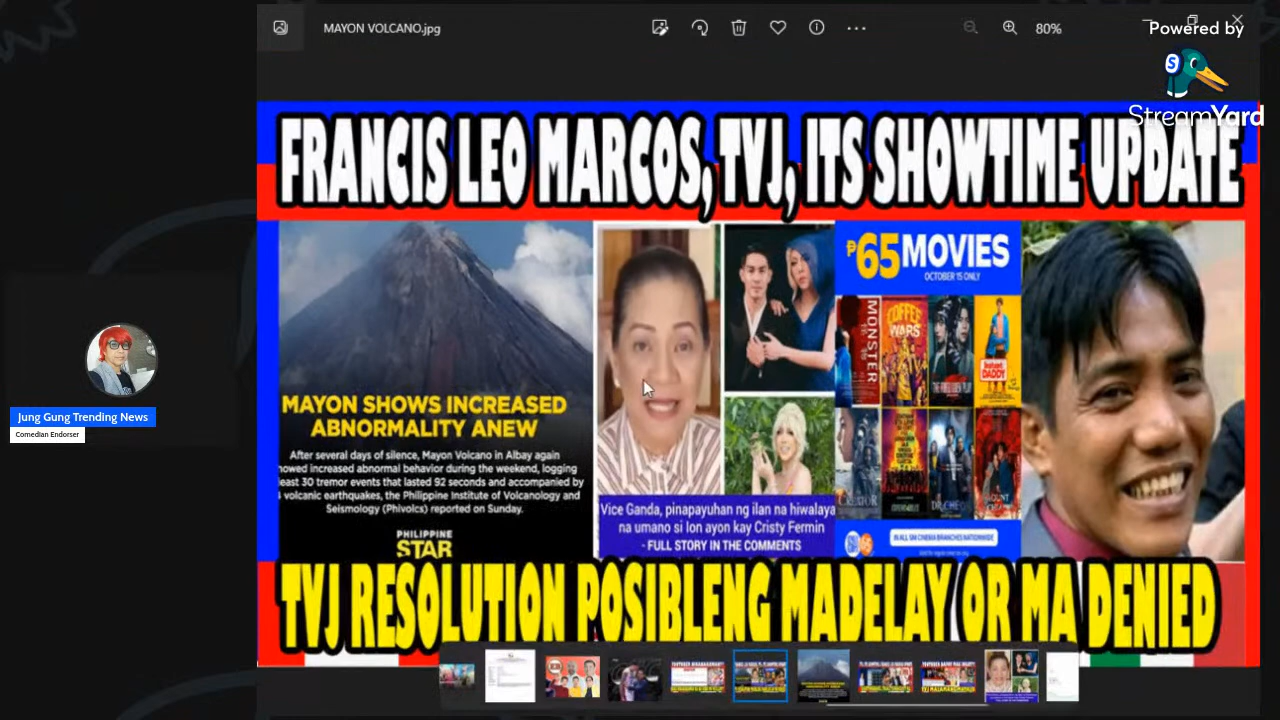 MAYON VOLCANO.jpg
80%
Powered by
StreamYard
FRANCIS LEO MARCOS, TVJ, ITS SHOWTIME UPDATE
MAYON SHOWS INCREASED
ABNORMALITY ANEW
After several days of silence, Mayon Volcano in Albay again
howed increased abnormal behavior during the weekend, logging
least 30 tremor events that lasted 92 seconds and accompanied by
volcanic earthquakes, the Philippine Institute of Volcanology and
Seismology (Phivolcs) reported on Sunday.
PHILIPPINE
STAR
Vice Ganda, pinapayuhan ng ilan na hiwalaya
na umano si Ion ayon kay Cristy Fermin
- FULL STORY IN THE COMMENTS
₱65 MOVIES
OCTOBER 15 ONLY
MONSTER
COFFEE
WARS
DADDY
IN ALL SM CINEMA BRANCHES NATIONWIDE
Jung Gung Trending News
Comedian Endorser
TVJ RESOLUTION POSIBLENG MADELAY OR MA DENIED